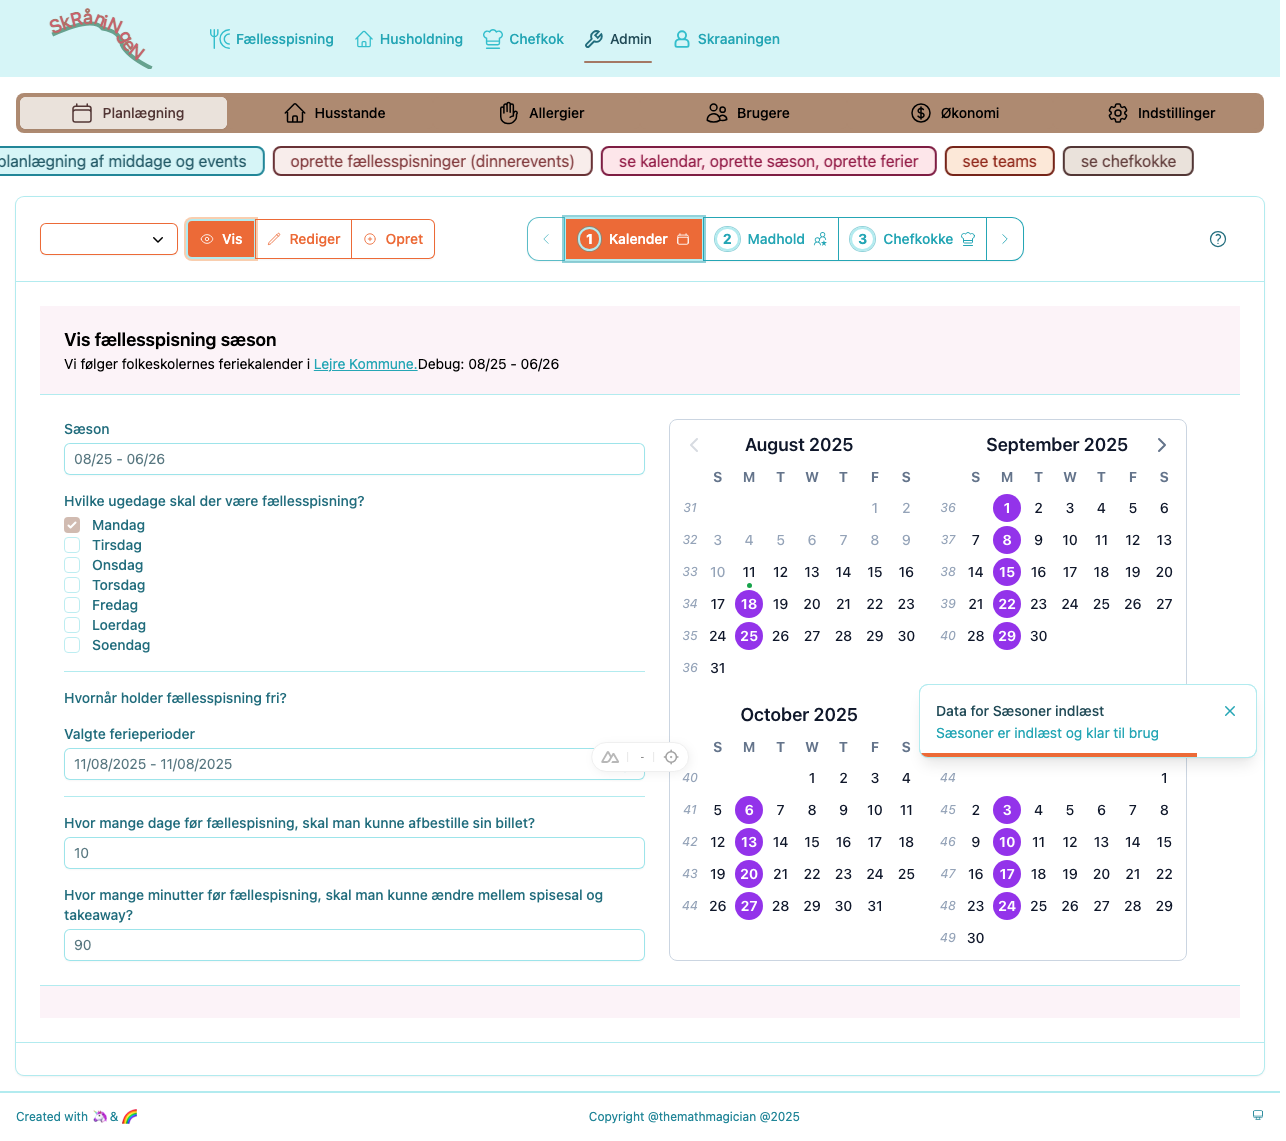 SkRåniNgeN
Fællesspisning
Husholdning
Chefkok
Admin
Skraaningen
Planlægning
Husstande
Allergier
Brugere
Økonomi
Indstillinger
planlægning af middage og events
oprette fællesspisninger (dinnerevents)
se kalendar, oprette sæson, oprette ferier
see teams
se chefkokke
Vis
Rediger
Opret
1 Kalender
2 Madhold
3 Chefkokke
Vis fællesspisning sæson
Vi følger folkeskolernes feriekalender i Lejre Kommune.Debug: 08/25 - 06/26
Sæson
08/25 - 06/26
Hvilke ugedage skal der være fællesspisning?
Mandag
Tirsdag
Onsdag
Torsdag
Fredag
Loerdag
Soendag
Hvornår holder fællesspisning fri?
Valgte ferieperioder
11/08/2025 - 11/08/2025
Hvor mange dage før fællespisning, skal man kunne afbestille sin billet?
10
Hvor mange minutter før fællespisning, skal man kunne ændre mellem spisesal og
takeaway?
90
August 2025
S M T W T F S
31 1 2
32 3 4 5 6 7 8 9
33 10 11 12 13 14 15 16
34 17 18 19 20 21 22 23
35 24 25 26 27 28 29 30
36 31
September 2025
S M T W T F S
36 1 2 3 4 5 6
37 7 8 9 10 11 12 13
38 14 15 16 17 18 19 20
39 21 22 23 24 25 26 27
40 28 29 30
October 2025
S M T W T F S
40 1 2 3 4
41 5 6 7 8 9 10 11
42 12 13 14 15 16 17 18
43 19 20 21 22 23 24 25
44 26 27 28 29 30 31
44 1
45 2 3 4 5 6 7 8
46 9 10 11 12 13 14 15
47 16 17 18 19 20 21 22
48 23 24 25 26 27 28 29
49 30
Data for Sæsoner indlæst
Sæsoner er indlæst og klar til brug
-
Created with 🦄 & 🌈
Copyright @themathmagician @2025